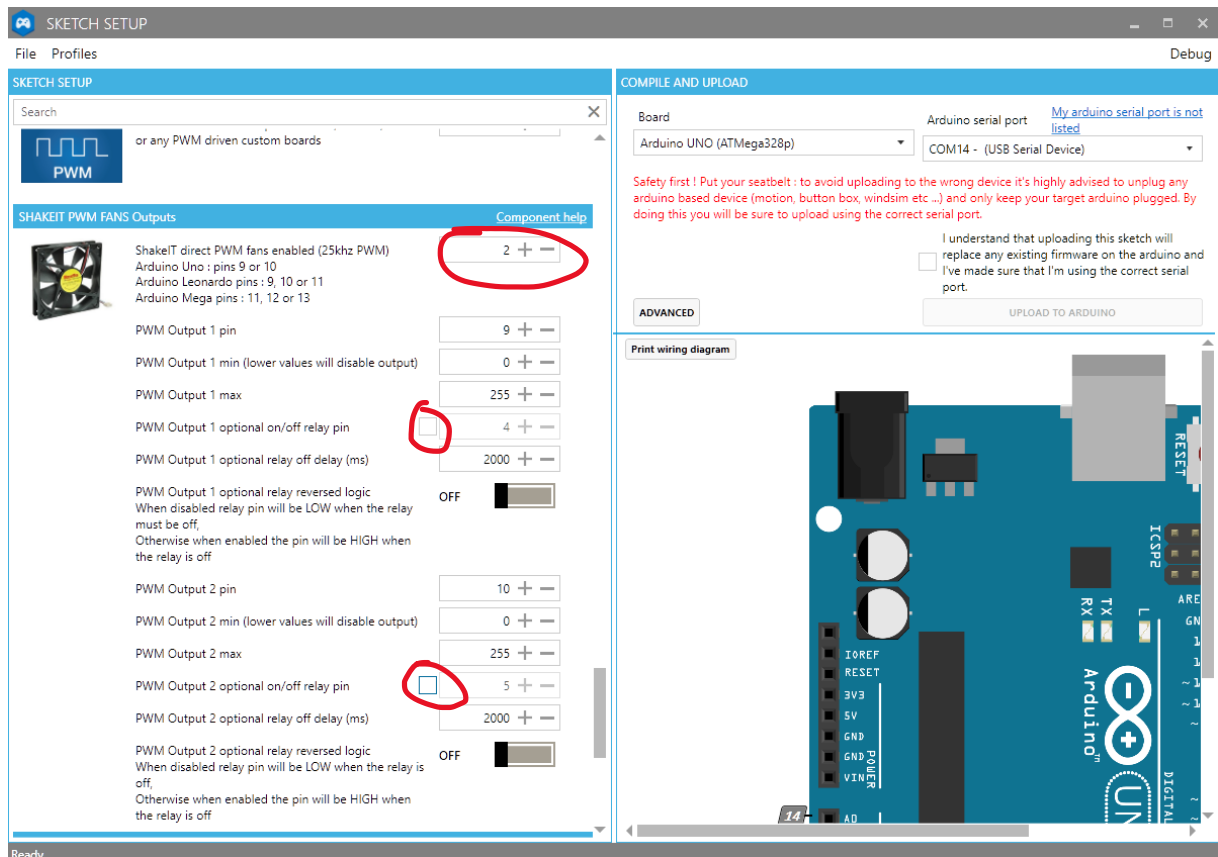 SKETCH SETUP
File Profiles Debug
SKETCH SETUP
Search
or any PWM driven custom boards
PWM
SHAKEIT PWM FANS Outputs Component help
ShakeIT direct PWM fans enabled (25khz PWM) 2
Arduino Uno : pins 9 or 10
Arduino Leonardo pins : 9, 10 or 11
Arduino Mega pins : 11, 12 or 13
PWM Output 1 pin 9
PWM Output 1 min (lower values will disable output) 0
PWM Output 1 max 255
PWM Output 1 optional on/off relay pin 4
PWM Output 1 optional relay off delay (ms) 2000
PWM Output 1 optional relay reversed logic OFF
When disabled relay pin will be LOW when the relay
must be off,
Otherwise when enabled the pin will be HIGH when
the relay is off
PWM Output 2 pin 10
PWM Output 2 min (lower values will disable output) 0
PWM Output 2 max 255
PWM Output 2 optional on/off relay pin 5
PWM Output 2 optional relay off delay (ms) 2000
PWM Output 2 optional relay reversed logic OFF
When disabled relay pin will be LOW when the relay is
off,
Otherwise when enabled the pin will be HIGH when
the relay is off
COMPILE AND UPLOAD
Board
Arduino UNO (ATMega328p)
Arduino serial port My arduino serial port is not
listed
COM14 - (USB Serial Device)
Safety first ! Put your seatbelt : to avoid uploading to the wrong device it's highly advised to unplug any
arduino based device (motion, button box, windsim etc ...) and only keep your target arduino plugged. By
doing this you will be sure to upload using the correct serial port.
I understand that uploading this sketch will
replace any existing firmware on the arduino and
I've made sure that I'm using the correct serial
port.
ADVANCED UPLOAD TO ARDUINO
Print wiring diagram
RESET
ICSP2
RX
TX
L
IOREF
RESET
3V3
5V
GND
GND
VIN
POWER
14
A0
Arduino™
DIGITAL
Ready